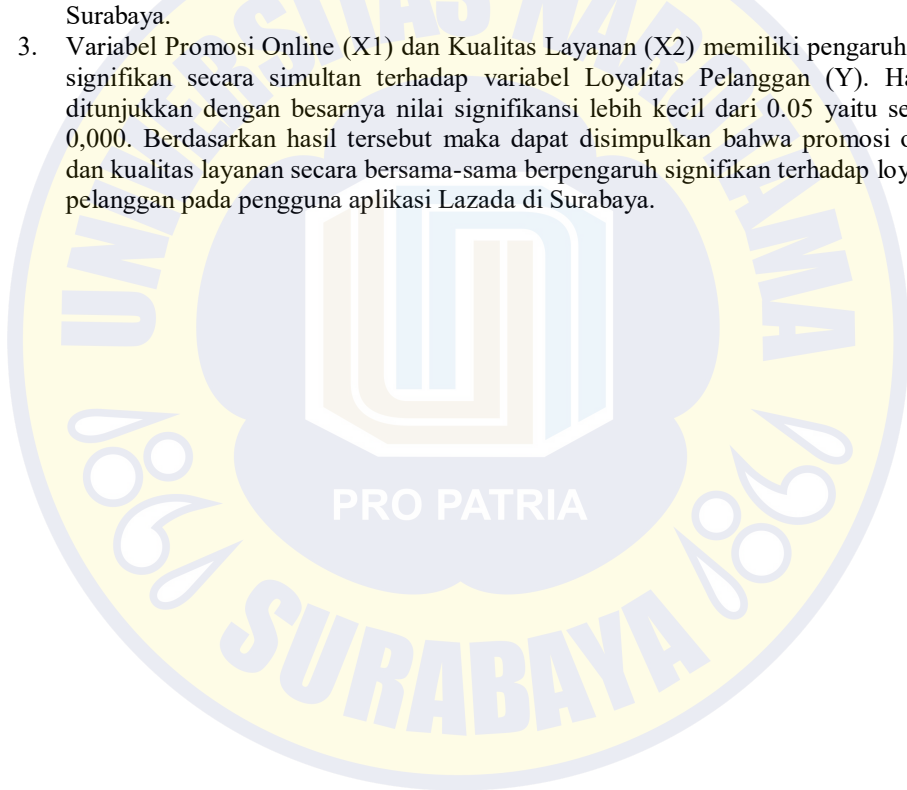 Surabaya.
3. Variabel Promosi Online (X1) dan Kualitas Layanan (X2) memiliki pengaruh
signifikan secara simultan terhadap variabel Loyalitas Pelanggan (Y).
ditunjukkan dengan besarnya nilai signifikansi lebih kecil dari 0.05 yaitu
0,000. Berdasarkan hasil tersebut maka dapat disimpulkan bahwa promosi
dan kualitas layanan secara bersama-sama berpengaruh signifikan terhadap
pelanggan pada pengguna aplikasi Lazada di Surabaya.
PRO PATRIA
SURABAYA